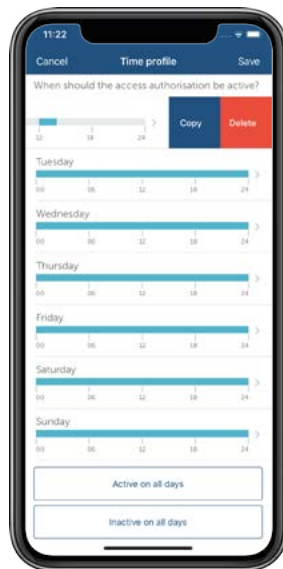 11:22
Cancel Time profile Save
When should the access authorisation be active?
Copy Delete
12 18 24
Tuesday
00 06 12 18 24
Wednesday
00 06 12 18 24
Thursday
00 06 12 18 24
Friday
00 06 12 18 24
Saturday
00 06 12 18 24
Sunday
00 06 12 18 24
Active on all days
Inactive on all days